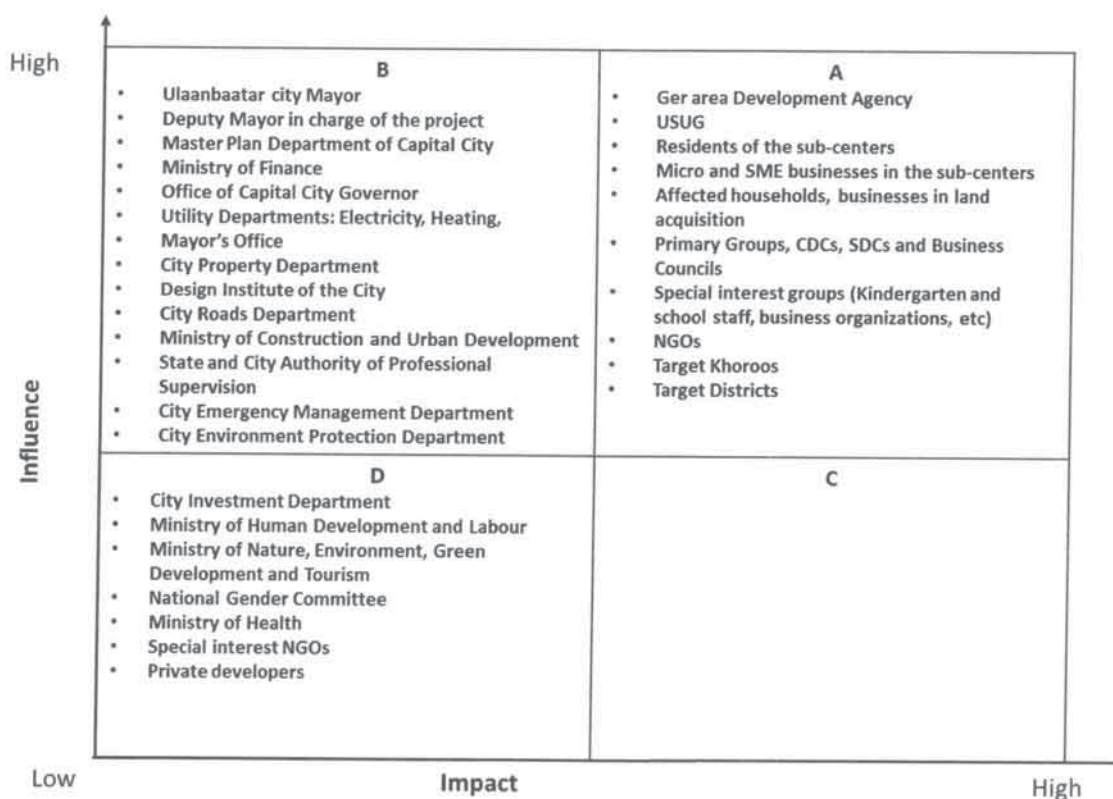 High
B
• Ulaanbaatar city Mayor
• Deputy Mayor in charge of the project
• Master Plan Department of Capital City
• Ministry of Finance
• Office of Capital City Governor
• Utility Departments: Electricity, Heating,
• Mayor's Office
• City Property Department
• Design Institute of the City
• City Roads Department
• Ministry of Construction and Urban Development
• State and City Authority of Professional
Supervision
• City Emergency Management Department
• City Environment Protection Department
A
• Ger area Development Agency
• USUG
• Residents of the sub-centers
• Micro and SME businesses in the sub-centers
• Affected households, businesses in land
acquisition
• Primary Groups, CDCs, SDCs and Business
Councils
• Special interest groups (Kindergarten and
school staff, business organizations, etc)
• NGOs
• Target Khoroos
• Target Districts
Influence
D
• City Investment Department
• Ministry of Human Development and Labour
• Ministry of Nature, Environment, Green
Development and Tourism
• National Gender Committee
• Ministry of Health
• Special interest NGOs
• Private developers
C
Low
Impact
High